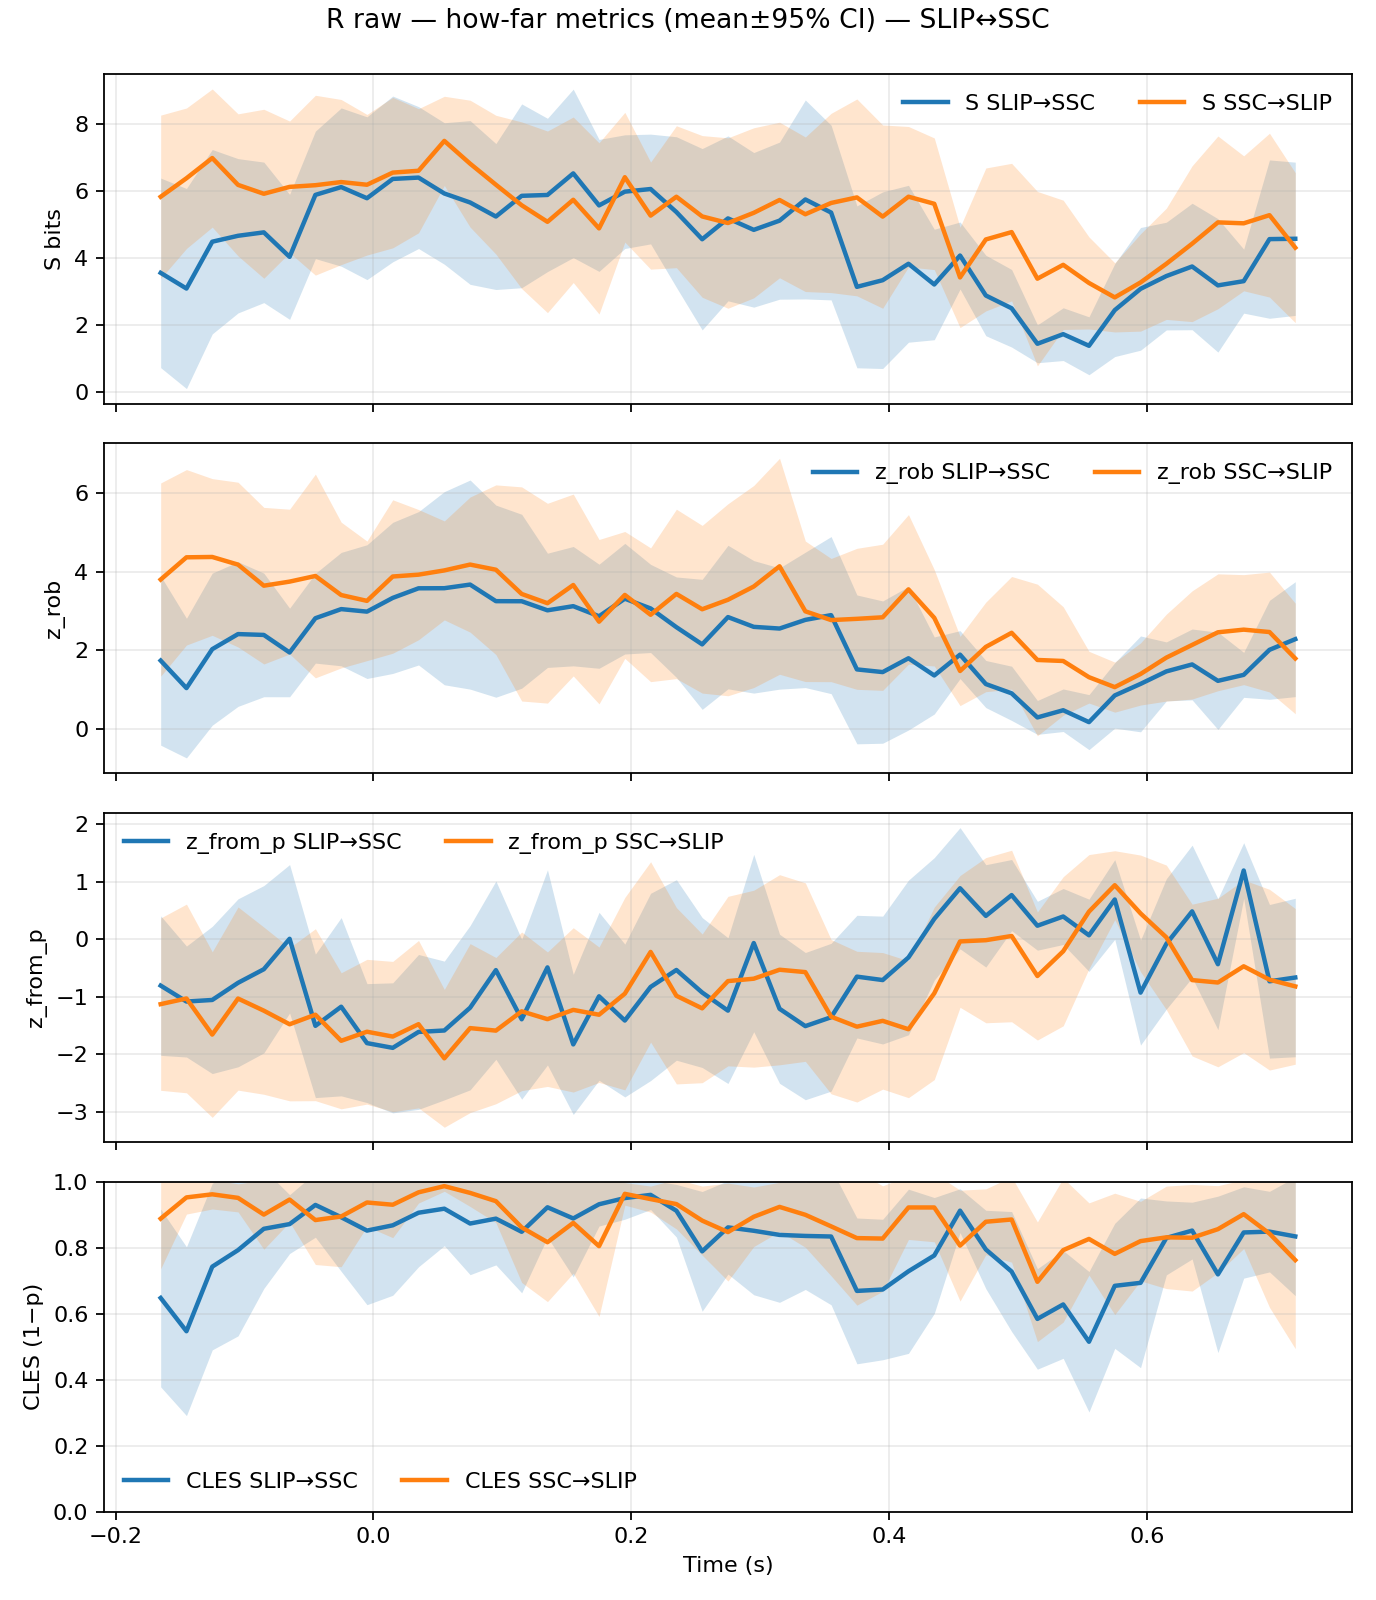 R raw — how-far metrics (mean±95% CI) — SLIP↔SSC
S SLIP→SSC S SSC→SLIP
8
6
4
2
0
S bits
z_rob SLIP→SSC z_rob SSC→SLIP
6
4
2
0
z_rob
z_from_p SLIP→SSC z_from_p SSC→SLIP
2
1
0
−1
−2
−3
z_from_p
1.0
0.8
0.6
0.4
0.2
0.0
CLES (1−p)
CLES SLIP→SSC CLES SSC→SLIP
−0.2 0.0 0.2 0.4 0.6
Time (s)